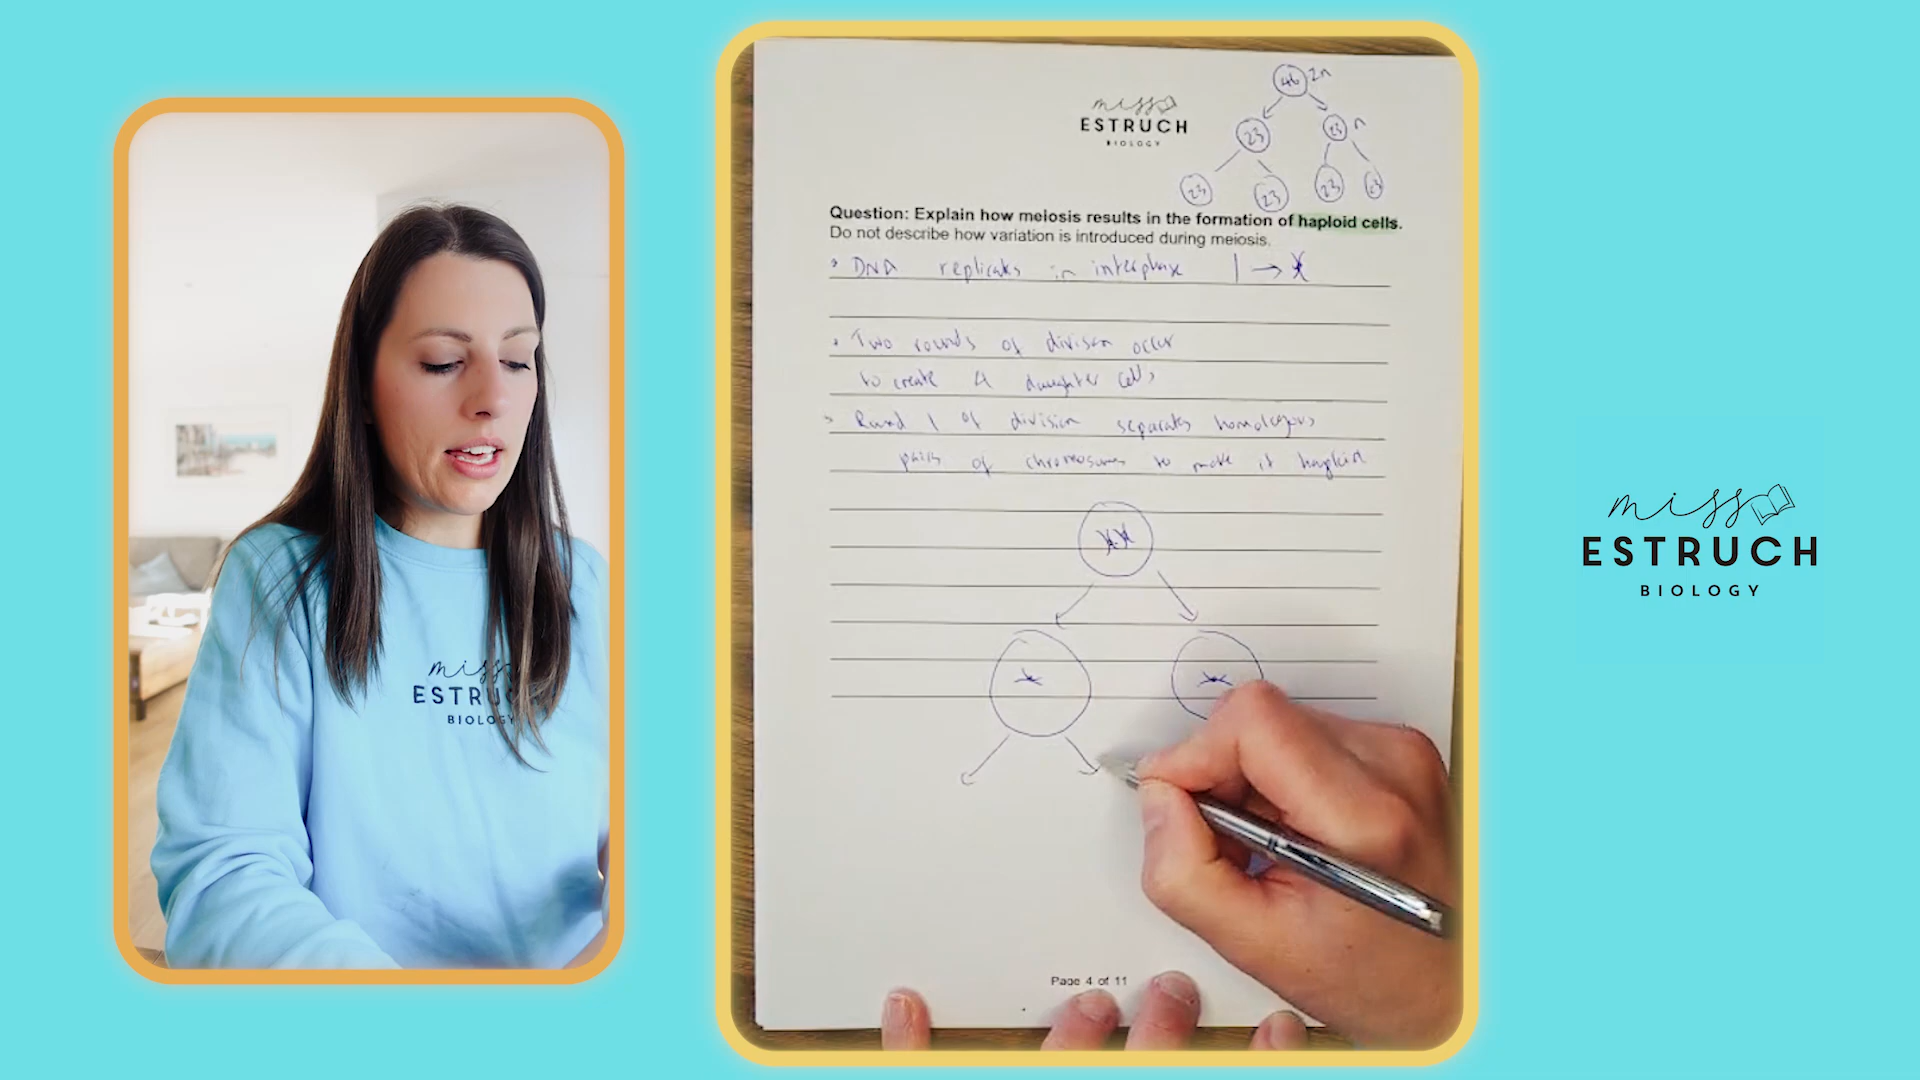 miss
ESTRUCH
BIOLOGY
miss
ESTRUCH
BIOLOGY
46 2n
23 23 n
23 23 23 23
Question: Explain how meiosis results in the formation of haploid cells.
Do not describe how variation is introduced during meiosis.
• DNA replicates in interphase | → X
• Two rounds of division occur
to create 4 daughter cells
• Round 1 of division separates homologous
pairs of chromosomes to make it haploid
Page 4 of 11
miss
ESTRUCH
BIOLOGY